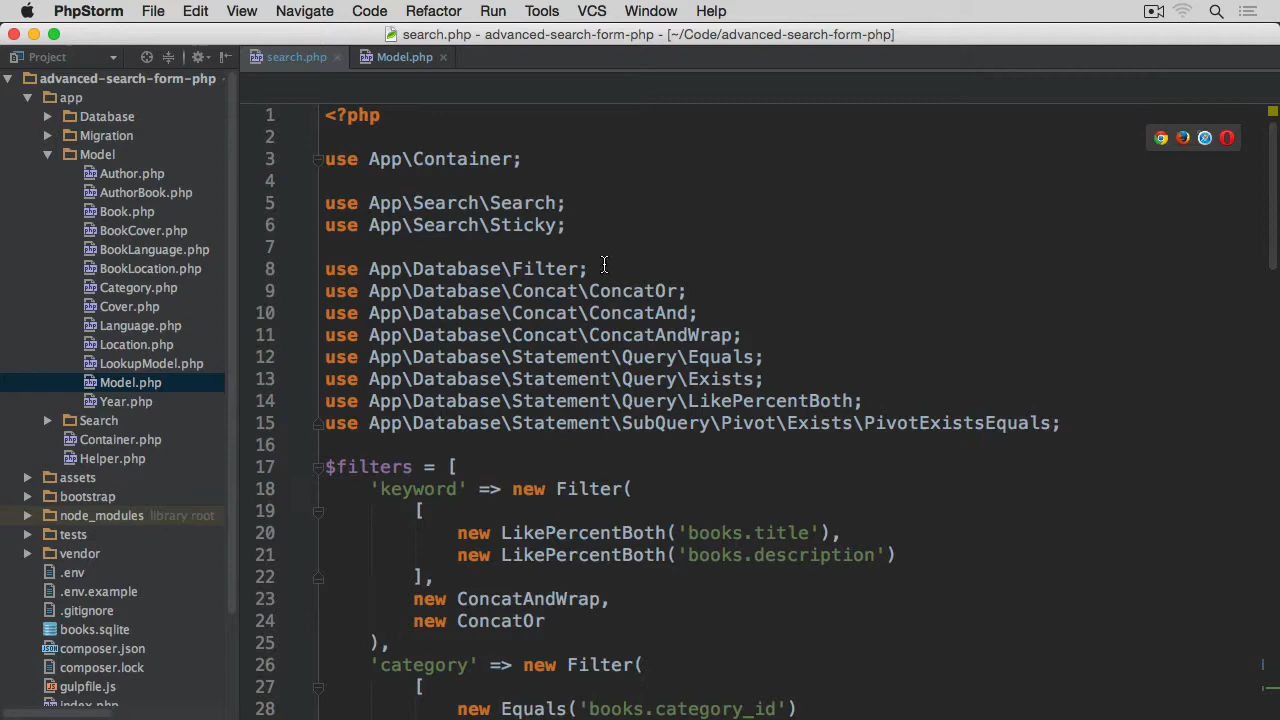 PhpStorm File Edit View Navigate Code Refactor Run Tools VCS Window Help
search.php - advanced-search-form-php - [~/Code/advanced-search-form-php]
Project
search.php Model.php
advanced-search-form-php
app
Database
Migration
Model
Author.php
AuthorBook.php
Book.php
BookCover.php
BookLanguage.php
BookLocation.php
Category.php
Cover.php
Language.php
Location.php
LookupModel.php
Model.php
Year.php
Search
Container.php
Helper.php
assets
bootstrap
node_modules library root
tests
vendor
.env
.env.example
.gitignore
books.sqlite
composer.json
composer.lock
gulpfile.js
index.php
1 <?php
2
3 use App\Container;
4
5 use App\Search\Search;
6 use App\Search\Sticky;
7
8 use App\Database\Filter;
9 use App\Database\Concat\ConcatOr;
10 use App\Database\Concat\ConcatAnd;
11 use App\Database\Concat\ConcatAndWrap;
12 use App\Database\Statement\Query\Equals;
13 use App\Database\Statement\Query\Exists;
14 use App\Database\Statement\Query\LikePercentBoth;
15 use App\Database\Statement\SubQuery\Pivot\Exists\PivotExistsEquals;
16
17 $filters = [
18 'keyword' => new Filter(
19 [
20 new LikePercentBoth('books.title'),
21 new LikePercentBoth('books.description')
22 ],
23 new ConcatAndWrap,
24 new ConcatOr
25 ),
26 'category' => new Filter(
27 [
28 new Equals('books.category_id')